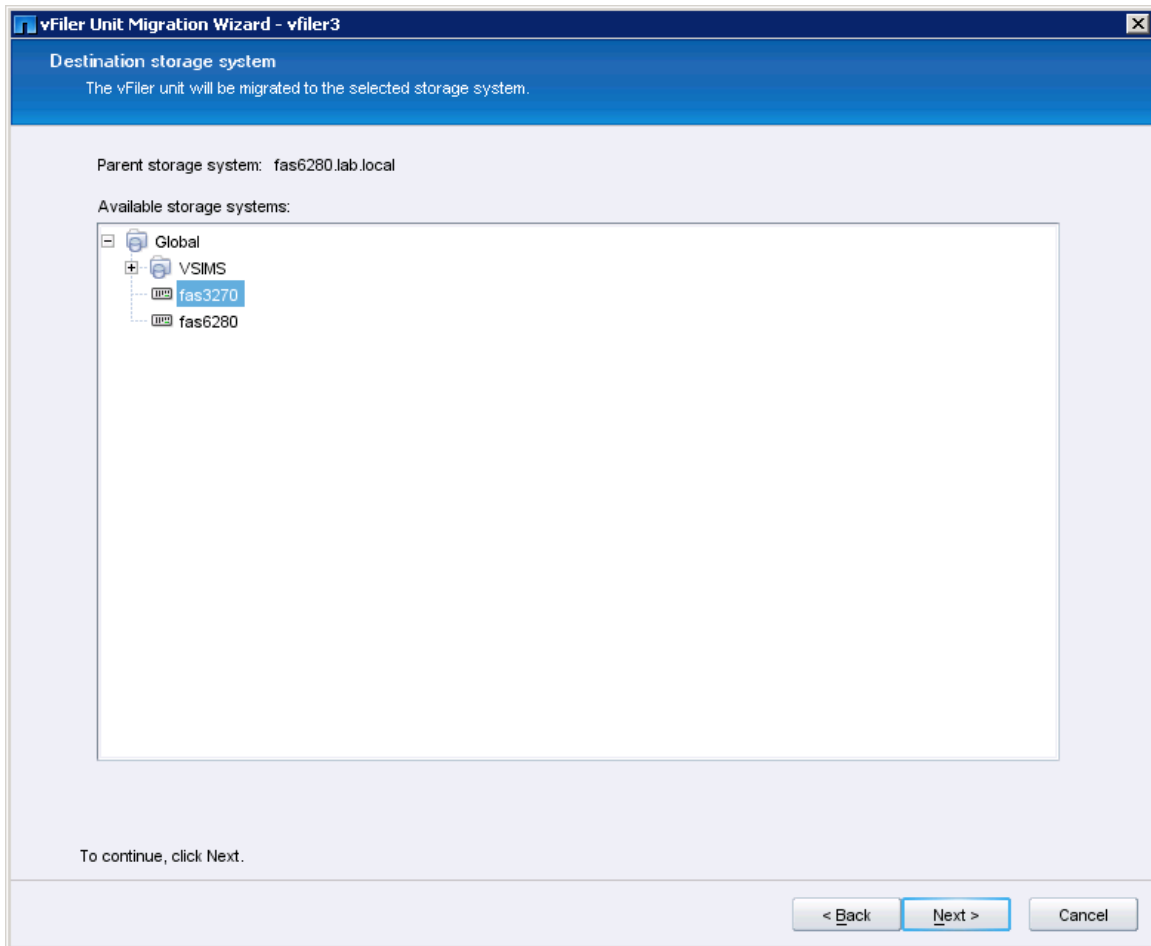 vFiler Unit Migration Wizard - vfiler3
Destination storage system
The vFiler unit will be migrated to the selected storage system.
Parent storage system: fas6280.lab.local
Available storage systems:
Global
VSIMS
fas3270
fas6280
To continue, click Next.
< Back Next > Cancel